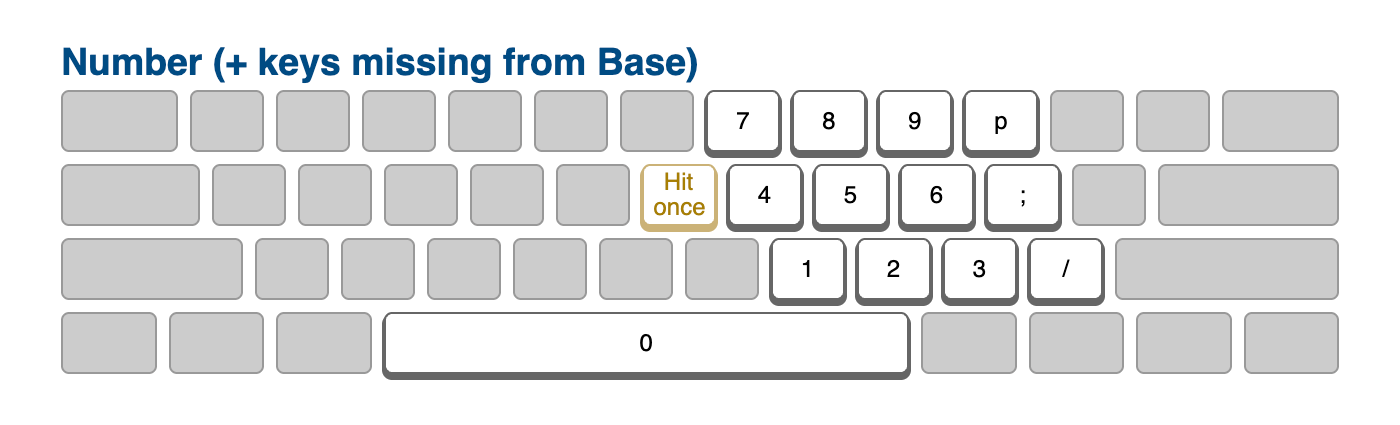 Number (+ keys missing from Base)
7 8 9 p
Hit
once
4 5 6 ;
1 2 3 /
0